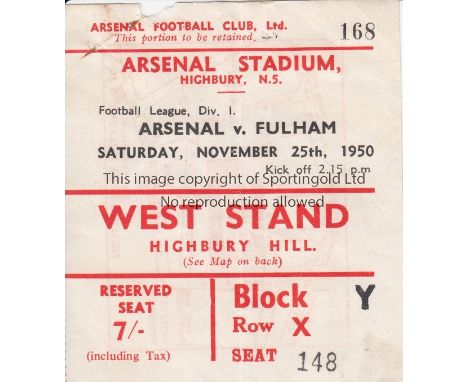 ARSENAL FOOTBALL CLUB, Ltd.
This portion to be retained.
168
ARSENAL STADIUM,
HIGHBURY, N.5.
Football League, Div. I.
ARSENAL v. FULHAM
SATURDAY, NOVEMBER 25th, 1950
Kick off 2.15 p.m
This image copyright of Sportingold Ltd
No reproduction allowed
WEST STAND
HIGHBURY HILL.
(See Map on back)
RESERVED
SEAT
7/-
(including Tax)
Block Y
Row X
SEAT 148